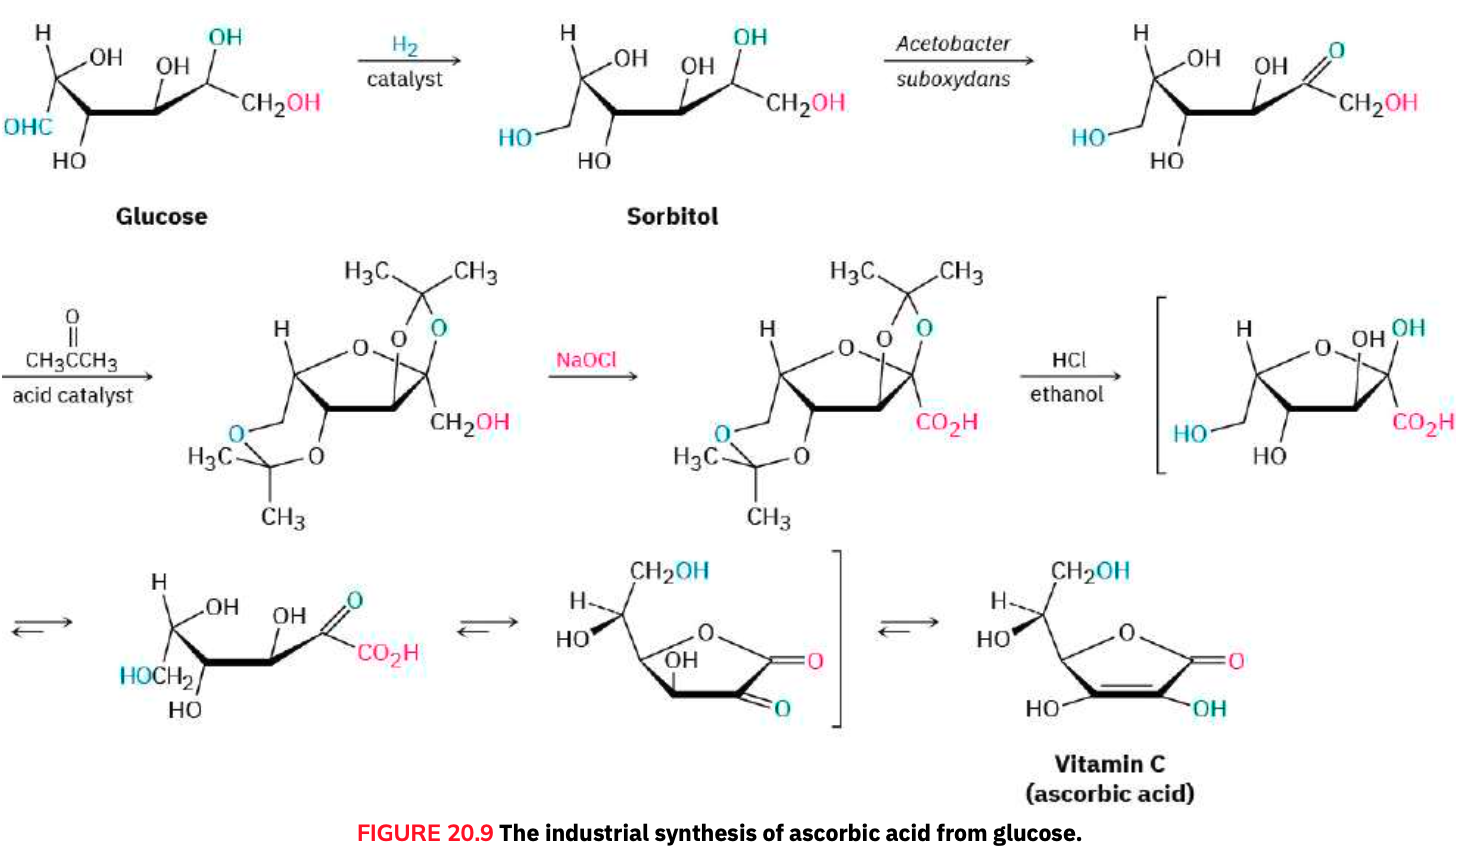 H
OH
OH
OH
CH₂OH
OHC
HO
H₂
catalyst
H
OH
OH
OH
CH₂OH
HO
HO
Acetobacter
suboxydans
H
OH
OH
O
CH₂OH
HO
HO
Glucose
Sorbitol
O
CH₃CCH₃
acid catalyst
H₃C
CH₃
H
O
O
O
CH₂OH
O
H₃C
O
CH₃
NaOCl
H₃C
CH₃
H
O
O
O
CO₂H
O
H₃C
O
CH₃
HCl
ethanol
H
O
OH
OH
CO₂H
HO
HO
H
OH
OH
O
CO₂H
HOCH₂
HO
CH₂OH
H
HO
O
OH
O
O
CH₂OH
H
HO
O
O
HO
OH
Vitamin C
(ascorbic acid)
FIGURE 20.9 The industrial synthesis of ascorbic acid from glucose.